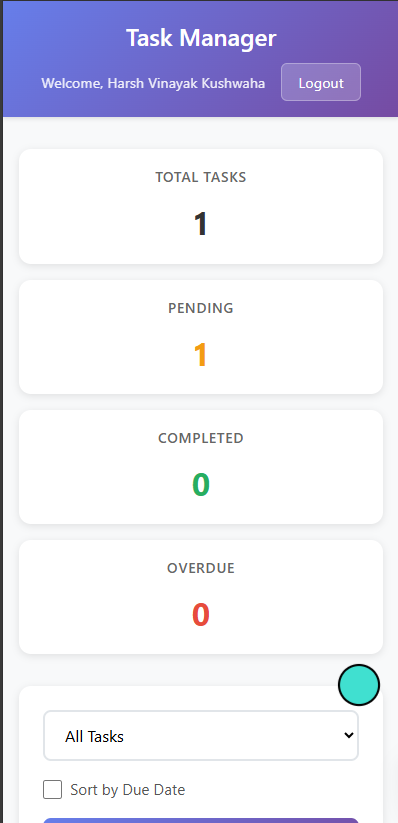 Task Manager
Welcome, Harsh Vinayak Kushwaha Logout
TOTAL TASKS
1
PENDING
1
COMPLETED
0
OVERDUE
0
All Tasks
Sort by Due Date